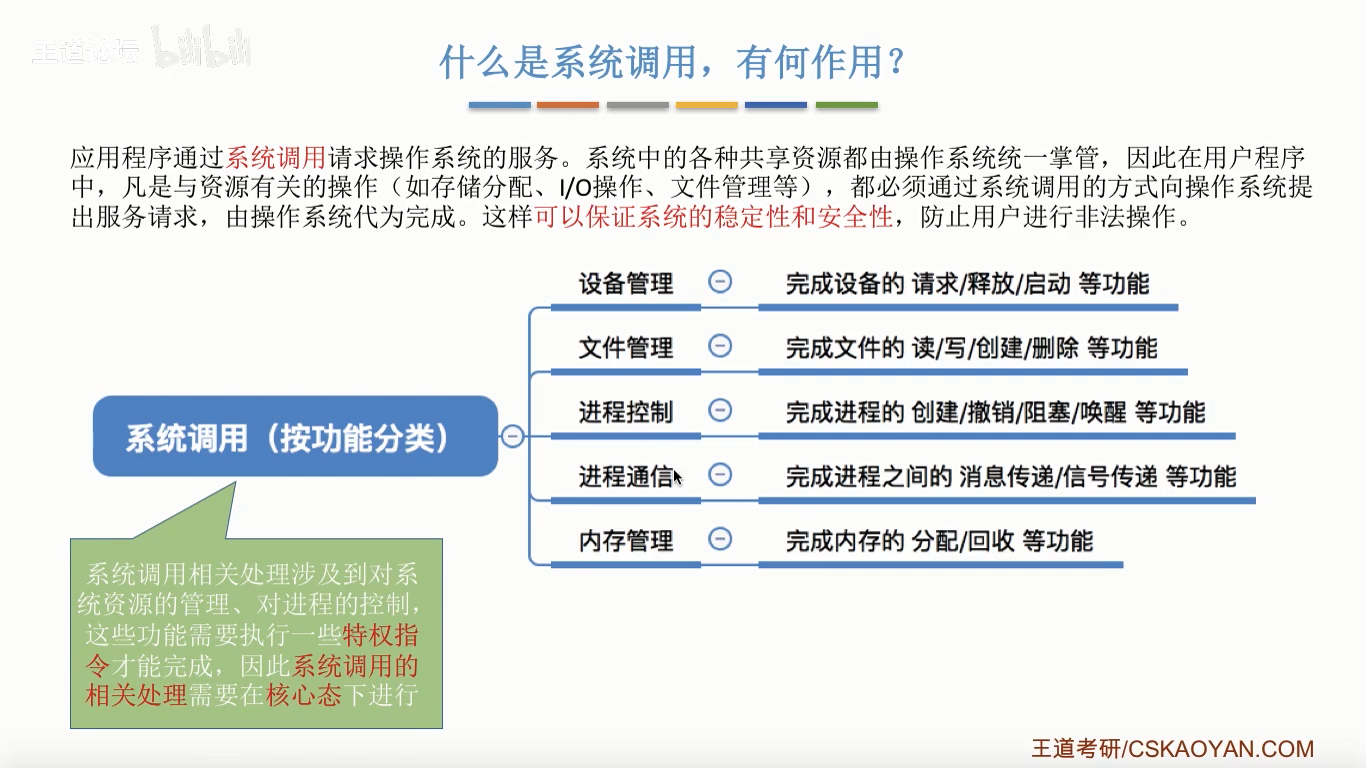 王道论坛 bilibili
什么是系统调用，有何作用？
应用程序通过系统调用请求操作系统的服务。系统中的各种共享资源都由操作系统统一掌管，因此在用户程序
中，凡是与资源有关的操作（如存储分配、I/O操作、文件管理等），都必须通过系统调用的方式向操作系统提
出服务请求，由操作系统代为完成。这样可以保证系统的稳定性和安全性，防止用户进行非法操作。
系统调用（按功能分类）
设备管理 完成设备的 请求/释放/启动 等功能
文件管理 完成文件的 读/写/创建/删除 等功能
进程控制 完成进程的 创建/撤销/阻塞/唤醒 等功能
进程通信 完成进程之间的 消息传递/信号传递 等功能
内存管理 完成内存的 分配/回收 等功能
系统调用相关处理涉及到对系
统资源的管理、对进程的控制，
这些功能需要执行一些特权指
令才能完成，因此系统调用的
相关处理需要在核心态下进行
王道考研/CSKAOYAN.COM